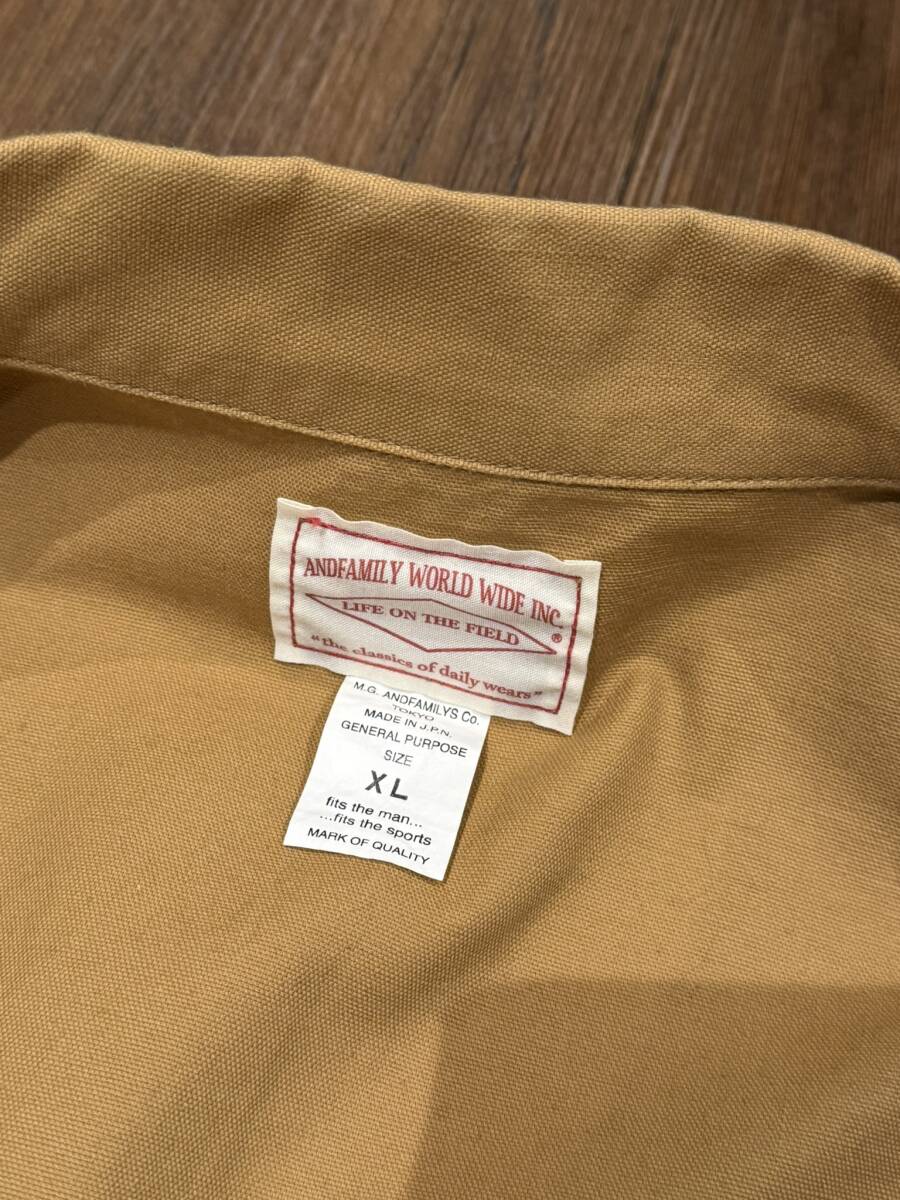 ANDFAMILY WORLD WIDE INC.
LIFE ON THE FIELD
®
"the classics of daily wears"
M.G. ANDFAMILYS Co.
TOKYO
MADE IN J.P.N.
GENERAL PURPOSE
SIZE
XL
fits the man...
...fits the sports
MARK OF QUALITY